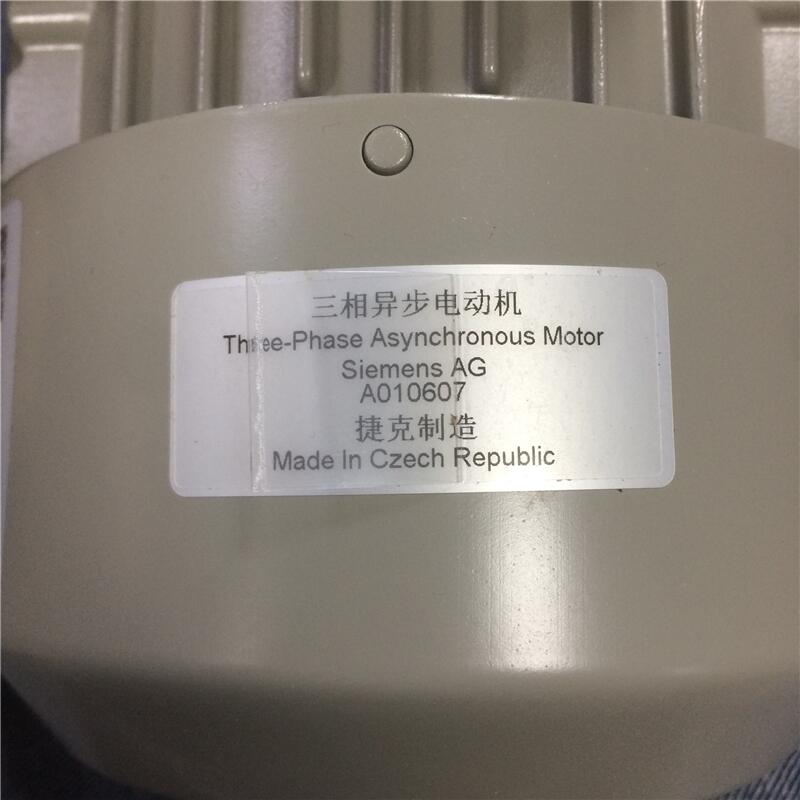 三相异步电动机
Three-Phase Asynchronous Motor
Siemens AG
A010607
捷克制造
Made In Czech Republic